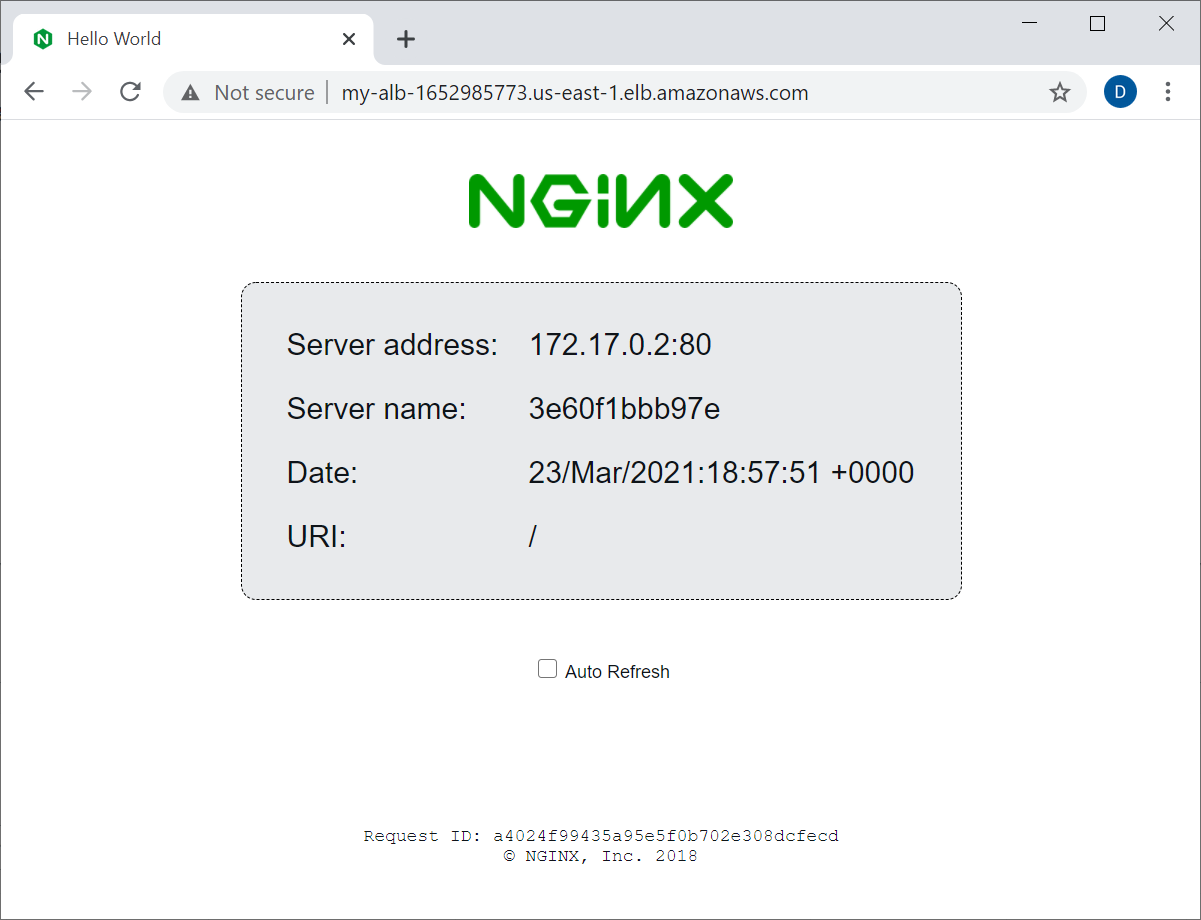 Hello World
Not secure | my-alb-1652985773.us-east-1.elb.amazonaws.com D
NGINX
Server address: 172.17.0.2:80
Server name: 3e60f1bbb97e
Date: 23/Mar/2021:18:57:51 +0000
URI: /
Auto Refresh
Request ID: a4024f99435a95e5f0b702e308dcfecd
© NGINX, Inc. 2018